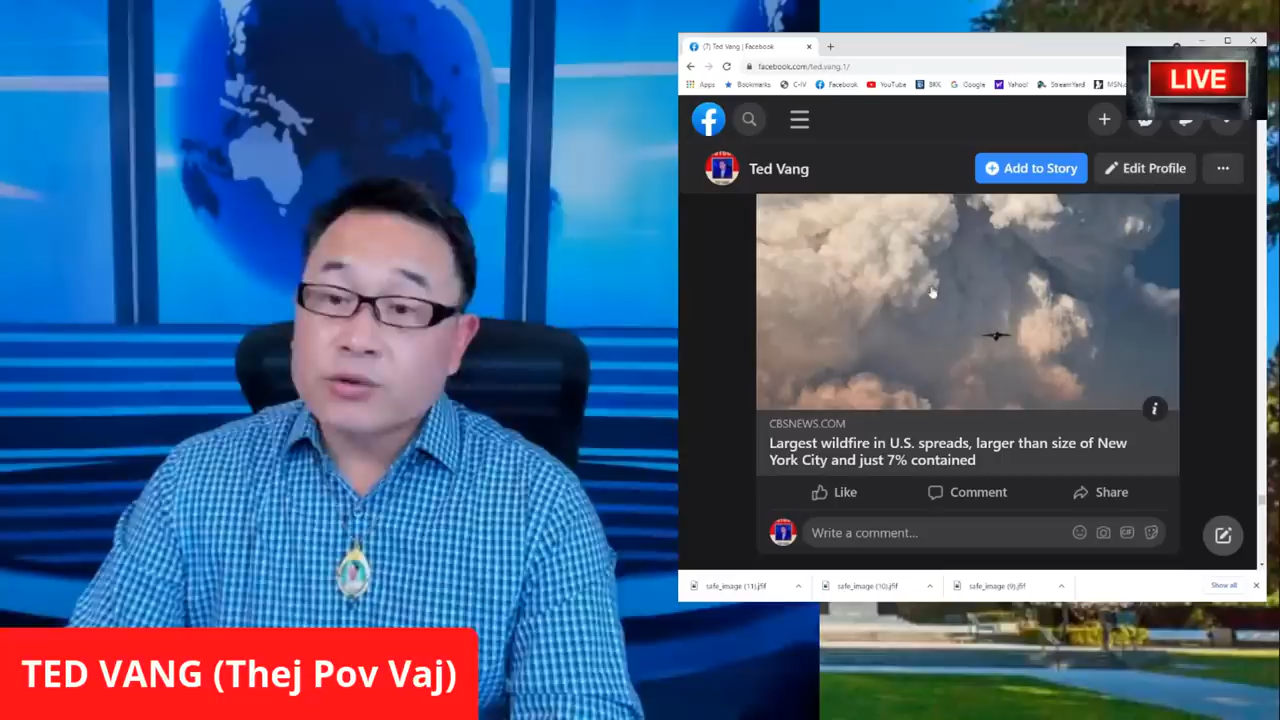 (7) Ted Vang | Facebook
facebook.com/ted.vang.1/
Apps
Bookmarks
C-IV
Facebook
YouTube
BKK
Google
Yahoo!
StreamYard
LIVE
Ted Vang
Add to Story
Edit Profile
CBSNEWS.COM
Largest wildfire in U.S. spreads, larger than size of New
York City and just 7% contained
Like
Comment
Share
Write a comment...
GIF
safe_image (11).jfif
safe_image (10).jfif
safe_image (9).jfif
Show all
TED VANG (Thej Pov Vaj)